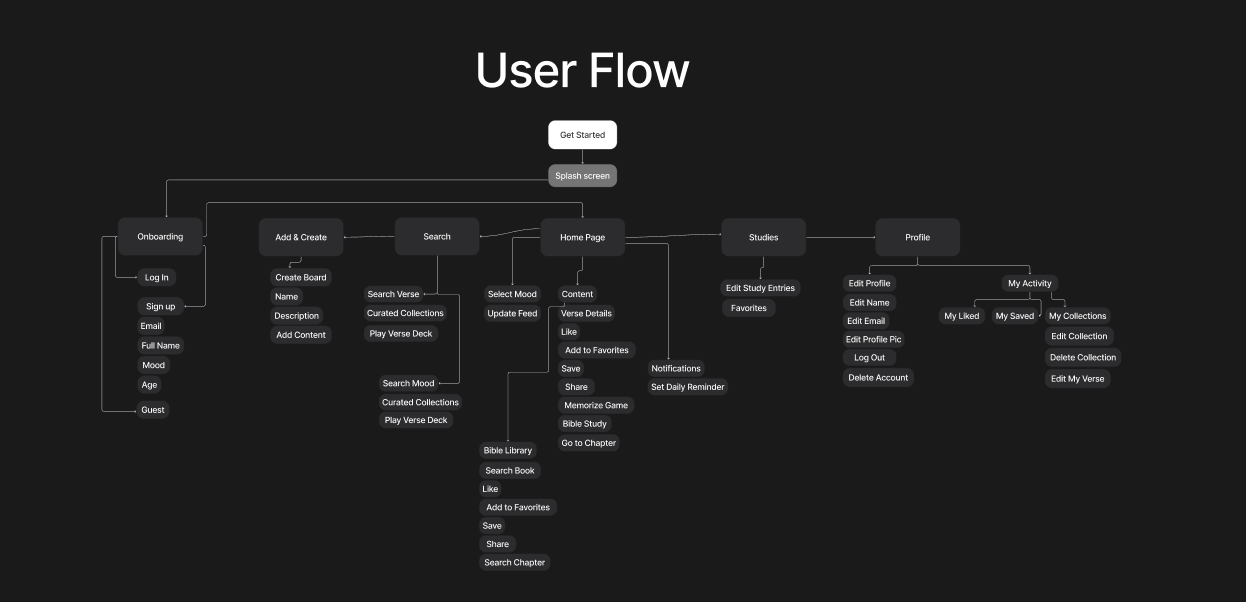 User Flow
Get Started
Splash screen
Onboarding
Log In
Sign up
Email
Full Name
Mood
Age
Guest
Add & Create
Create Board
Name
Description
Add Content
Search
Search Verse
Curated Collections
Play Verse Deck
Search Mood
Curated Collections
Play Verse Deck
Home Page
Select Mood
Update Feed
Content
Verse Details
Like
Add to Favorites
Save
Share
Memorize Game
Bible Study
Go to Chapter
Bible Library
Search Book
Like
Add to Favorites
Save
Share
Search Chapter
Notifications
Set Daily Reminder
Studies
Edit Study Entries
Favorites
Profile
Edit Profile
Edit Name
Edit Email
Edit Profile Pic
Log Out
Delete Account
My Activity
My Liked
My Saved
My Collections
Edit Collection
Delete Collection
Edit My Verse